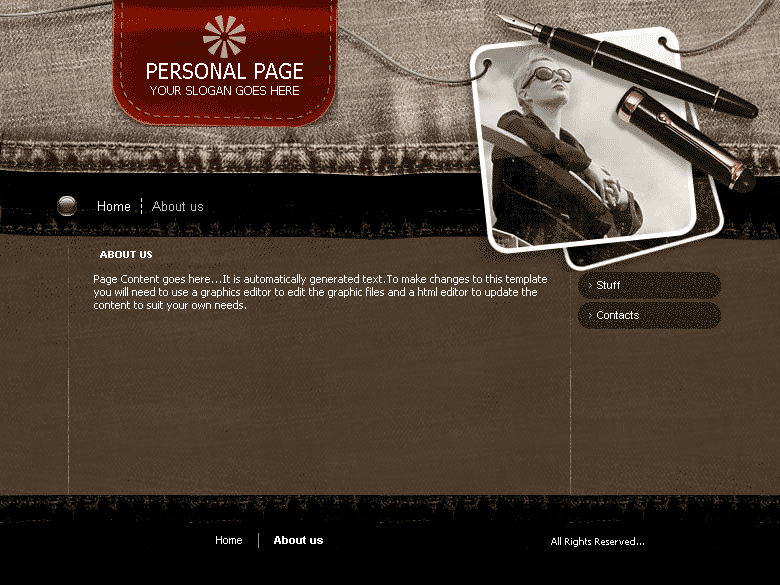 PERSONAL PAGE
YOUR SLOGAN GOES HERE
Home
About us
ABOUT US
Page Content goes here...It is automatically generated text.To make changes to this template
you will need to use a graphics editor to edit the graphic files and a html editor to update the
content to suit your own needs.
› Stuff
› Contacts
Home
About us
All Rights Reserved...